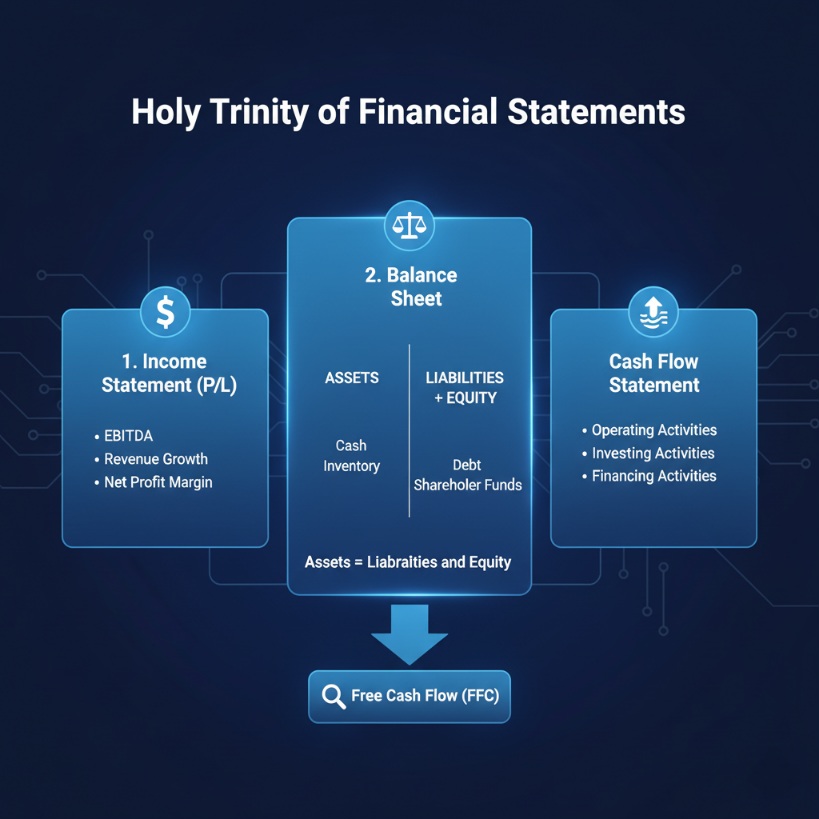 Holy Trinity of Financial Statements
$
1. Income
Statement (P/L)
• EBITDA
• Revenue Growth
• Net Profit Margin
2. Balance
Sheet
ASSETS
Cash
Inventory
LIABILITIES
+ EQUITY
Debt
Shareholer Funds
Assets = Liabraities and Equity
Cash Flow
Statement
• Operating Activities
• Investing Activities
• Financing Activities
Free Cash Flow (FFC)